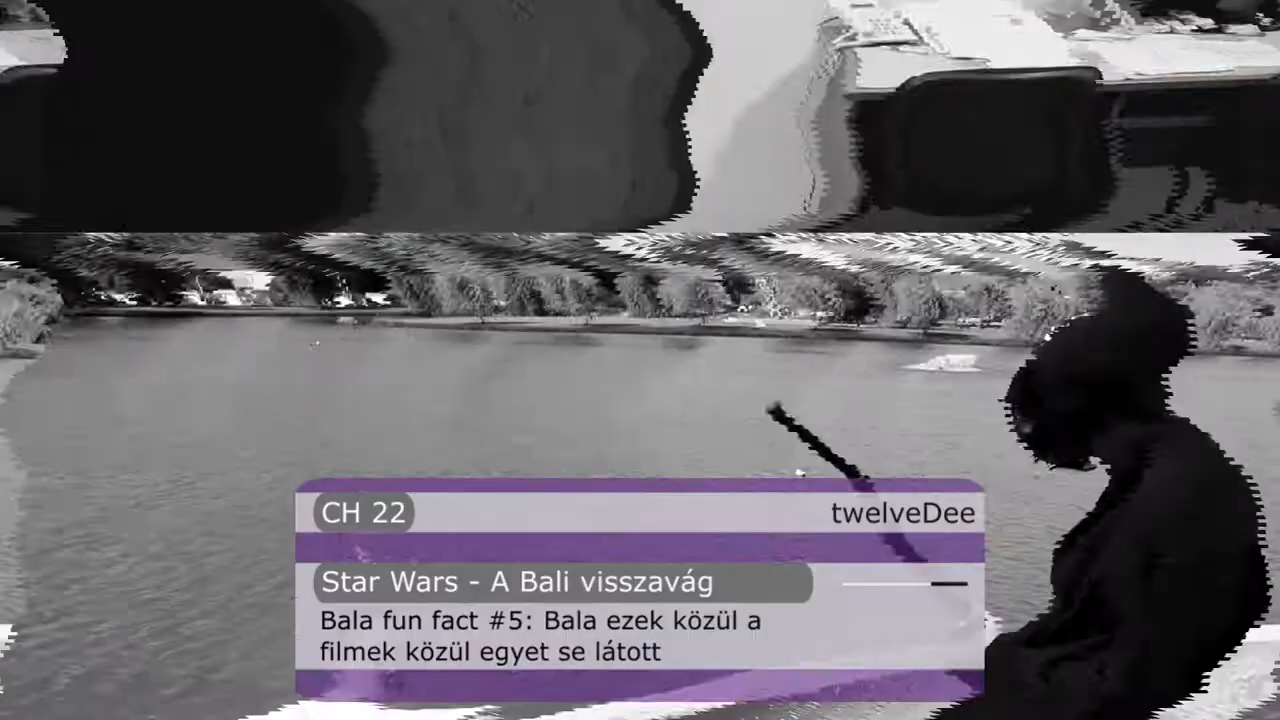 CH 22
twelveDee
Star Wars - A Bali visszavág
Bala fun fact #5: Bala ezek közül a
filmek közül egyet se látott